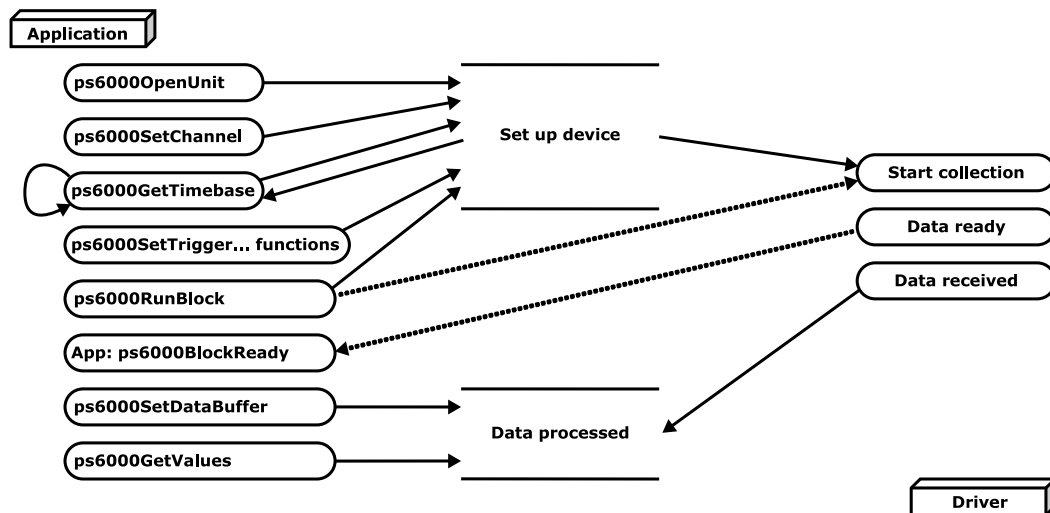 Application
ps6000OpenUnit
ps6000SetChannel
Set up device
ps6000GetTimebase
Start collection
ps6000SetTrigger... functions
Data ready
ps6000RunBlock
Data received
App: ps6000BlockReady
ps6000SetDataBuffer
Data processed
ps6000GetValues
Driver